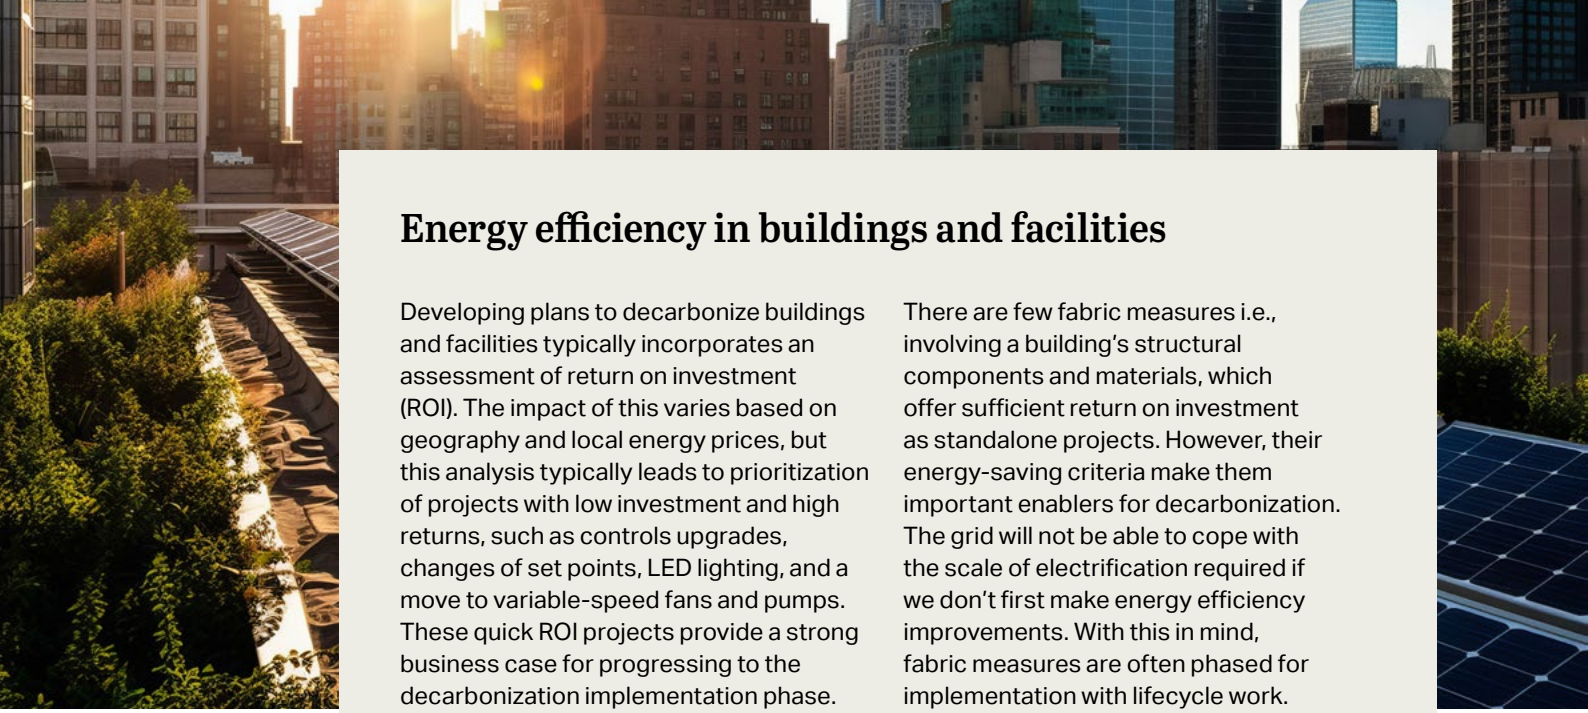 Energy efficiency in buildings and facilities
Developing plans to decarbonize buildings
and facilities typically incorporates an
assessment of return on investment
(ROI). The impact of this varies based on
geography and local energy prices, but
this analysis typically leads to prioritization
of projects with low investment and high
returns, such as controls upgrades,
changes of set points, LED lighting, and a
move to variable-speed fans and pumps.
These quick ROI projects provide a strong
business case for progressing to the
decarbonization implementation phase.
There are few fabric measures i.e.,
involving a building’s structural
components and materials, which
offer sufficient return on investment
as standalone projects. However, their
energy-saving criteria make them
important enablers for decarbonization.
The grid will not be able to cope with
the scale of electrification required if
we don’t first make energy efficiency
improvements. With this in mind,
fabric measures are often phased for
implementation with lifecycle work.